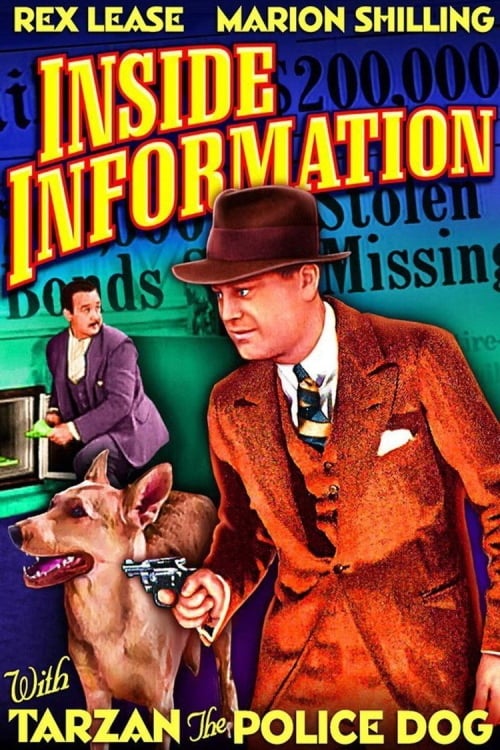 REX LEASE MARION SHILLING
INSIDE
$200,000
INFORMATION
Stolen
Bonds
Missing
With
TARZAN The POLICE DOG